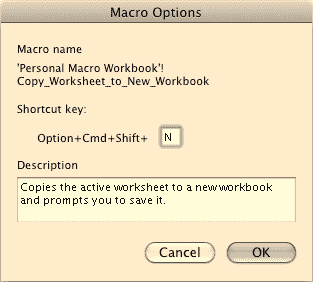 Macro Options
Macro name
'Personal Macro Workbook'!
Copy_Worksheet_to_New_Workbook
Shortcut key:
Option+Cmd+Shift+ N
Description
Copies the active worksheet to a new workbook
and prompts you to save it.
Cancel OK